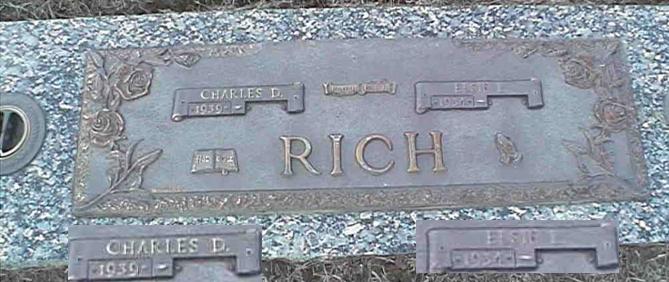 CHARLES D.
1939 -
ELSIE L.
RICH
CHARLES D.
1939 -
ELSIE L.